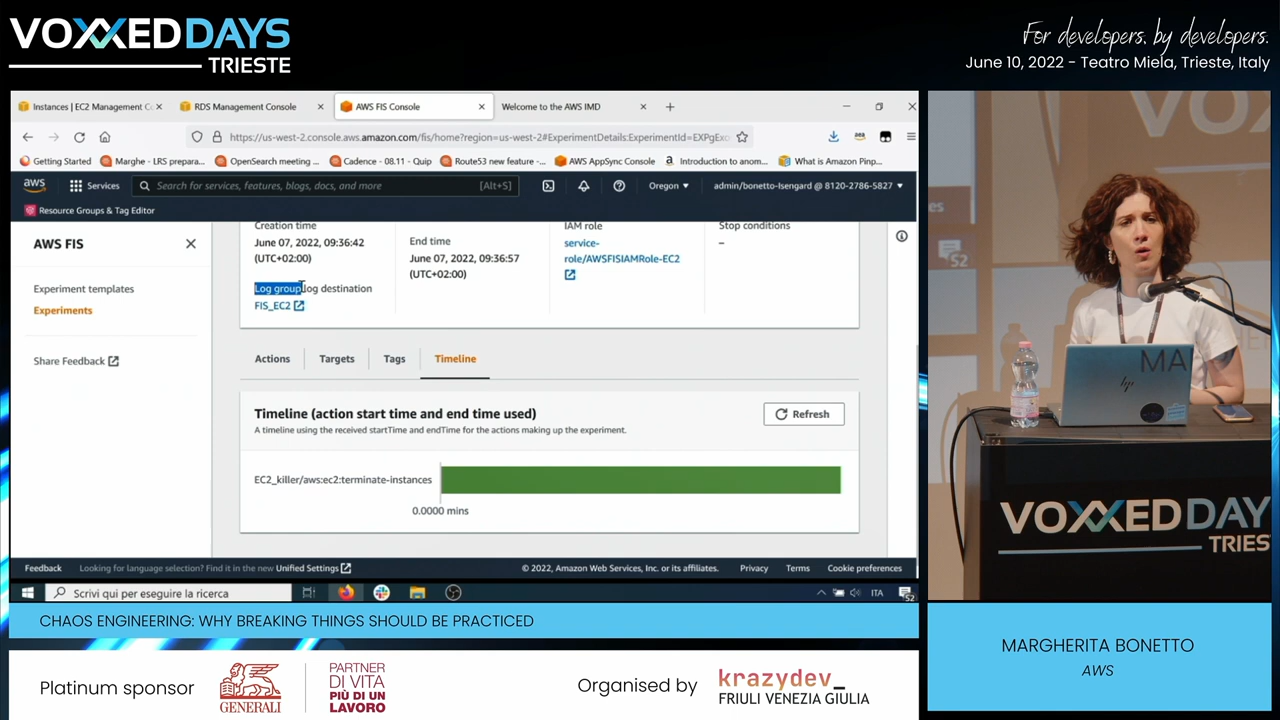 VOXXEDDAYS
TRIESTE
For developers, by developers.
June 10, 2022 - Teatro Miela, Trieste, Italy
Instances | EC2 Management Co
RDS Management Console
AWS FIS Console
Welcome to the AWS IMD
https://us-west-2.console.aws.amazon.com/fis/home?region=us-west-2#ExperimentDetails:ExperimentId=EXPgExc
Getting Started
Marghe - LRS prepara...
OpenSearch meeting ...
Cadence - 08.11 - Quip
Route53 new feature -...
AWS AppSync Console
Introduction to anom...
What is Amazon Pinp...
aws
Services
Search for services, features, blogs, docs, and more
[Alt+S]
Oregon
admin/bonetto-Isengard @ 8120-2786-5827
Resource Groups & Tag Editor
AWS FIS
Experiment templates
Experiments
Share Feedback
Creation time
June 07, 2022, 09:36:42
(UTC+02:00)
Log group log destination
FIS_EC2
End time
June 07, 2022, 09:36:57
(UTC+02:00)
IAM role
service-
role/AWSFISIAMRole-EC2
Stop conditions
–
Actions
Targets
Tags
Timeline
Timeline (action start time and end time used)
A timeline using the received startTime and endTime for the actions making up the experiment.
Refresh
EC2_killer/aws:ec2:terminate-instances
0.0000 mins
Feedback
Looking for language selection? Find it in the new Unified Settings
© 2022, Amazon Web Services, Inc. or its affiliates.
Privacy
Terms
Cookie preferences
Scrivi qui per eseguire la ricerca
ITA
52
VO
es
52
MA
hp
VOXXEDDAY
TRIES
CHAOS ENGINEERING: WHY BREAKING THINGS SHOULD BE PRACTICED
MARGHERITA BONETTO
AWS
Platinum sponsor
GENERALI
PARTNER
DI VITA
PIÙ DI UN
LAVORO
Organised by
krazydev_
FRIULI VENEZIA GIULIA